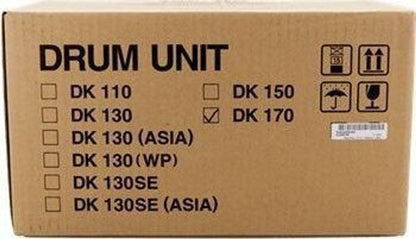 DRUM UNIT
DK 110
DK 130
DK 130 (ASIA)
DK 130 (WP)
DK 130SE
DK 130SE (ASIA)
DK 150
DK 170